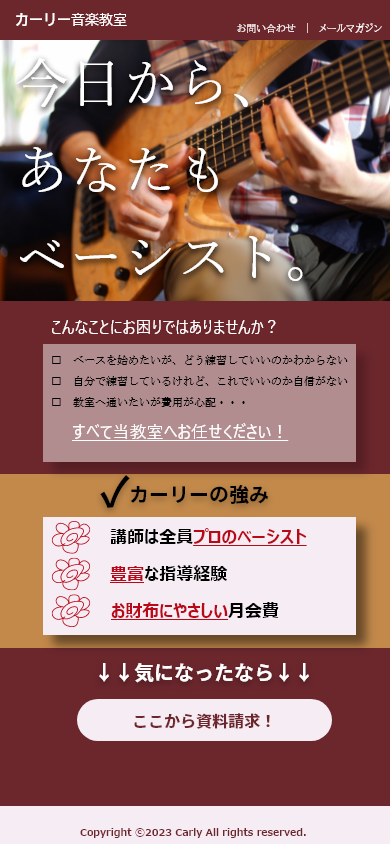 カーリー音楽教室
お問い合わせ | メールマガジン
今日から、
あなたも
ベーシスト。
こんなことにお困りではありませんか？
□ ベースを始めたいが、どう練習していいのかわからない
□ 自分で練習しているけれど、これでいいのか自信がない
□ 教室へ通いたいが費用が心配・・・
すべて当教室へお任せください！
✓カーリーの強み
講師は全員プロのベーシスト
豊富な指導経験
お財布にやさしい月会費
↓↓気になったなら↓↓
ここから資料請求！
Copyright ©2023 Carly All rights reserved.